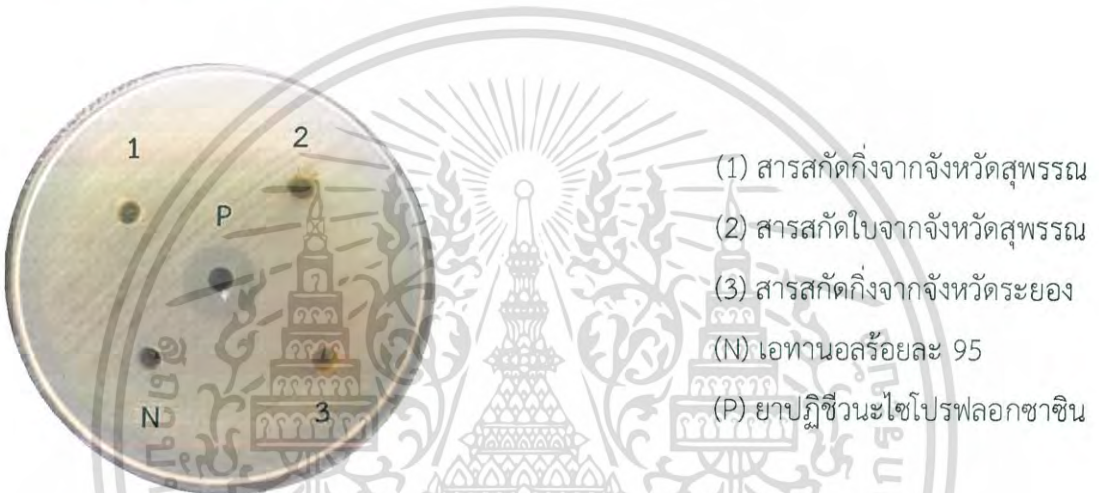 1
2
P
N
3
(1) สารสกัดกิ่งจากจังหวัดสุพรรณ
(2) สารสกัดใบจากจังหวัดสุพรรณ
(3) สารสกัดกิ่งจากจังหวัดระยอง
(N) เอทานอลร้อยละ 95
(P) ยาปฏิชีวนะไซโปรฟลอกซาซิน